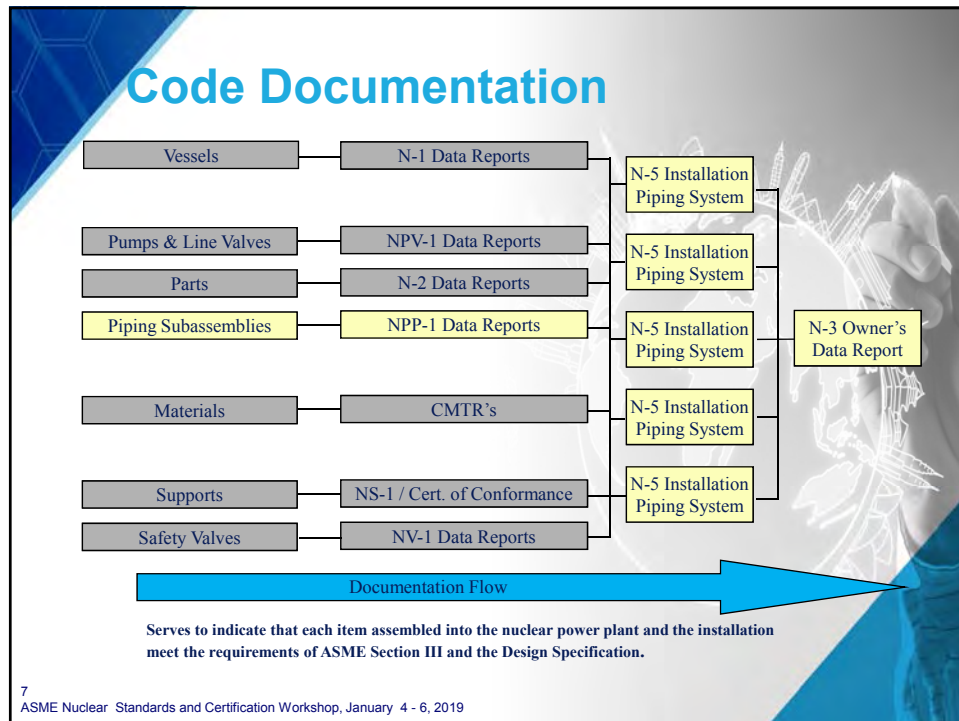 Code Documentation
Vessels
N-1 Data Reports
N-5 Installation
Piping System
Pumps & Line Valves
NPV-1 Data Reports
N-5 Installation
Piping System
Parts
N-2 Data Reports
Piping Subassemblies
NPP-1 Data Reports
N-5 Installation
Piping System
N-3 Owner’s
Data Report
Materials
CMTR's
N-5 Installation
Piping System
Supports
NS-1 / Cert. of Conformance
N-5 Installation
Piping System
Safety Valves
NV-1 Data Reports
Documentation Flow
Serves to indicate that each item assembled into the nuclear power plant and the installation
meet the requirements of ASME Section III and the Design Specification.
7
ASME Nuclear Standards and Certification Workshop, January 4 - 6, 2019